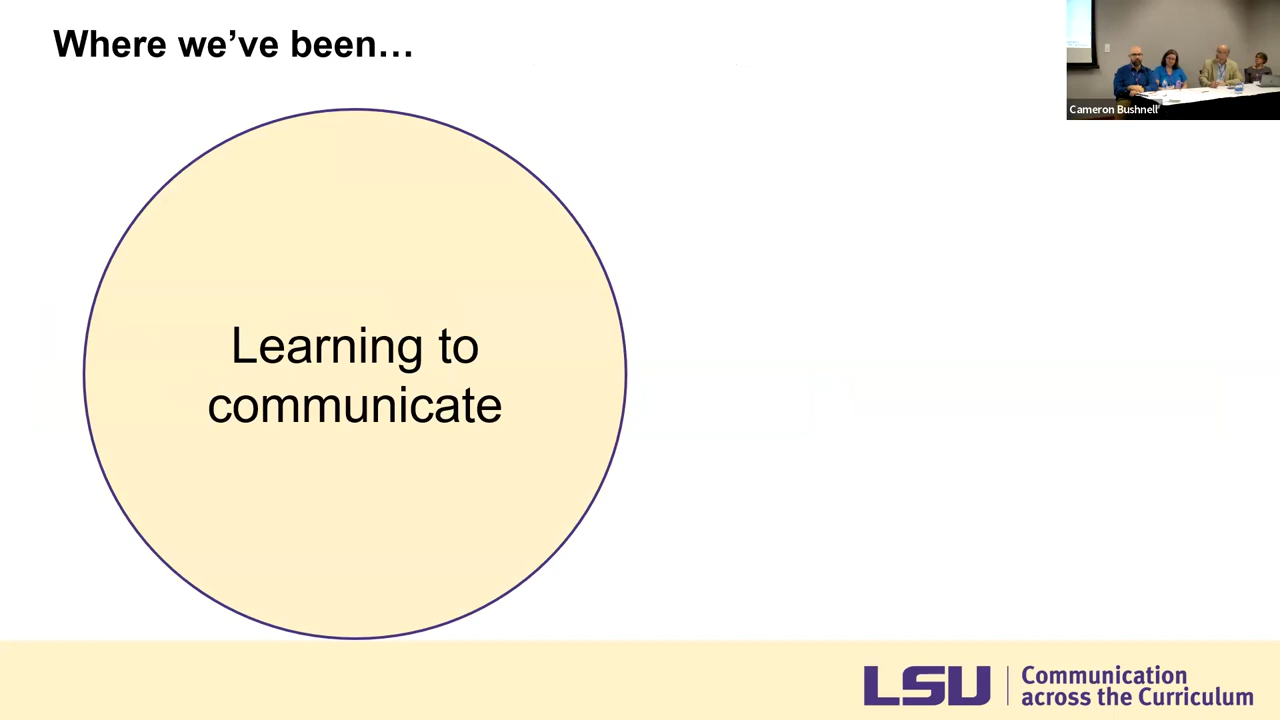 Where we've been…
Cameron Bushnell
Learning to
communicate
LSU
Communication
across the Curriculum